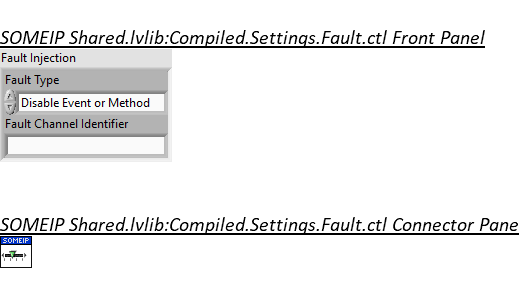 SOMEIP Shared.lvlib:Compiled.Settings.Fault.ctl Front Panel
Fault Injection
Fault Type
Disable Event or Method
Fault Channel Identifier
SOMEIP Shared.lvlib:Compiled.Settings.Fault.ctl Connector Pane
SOMEIP